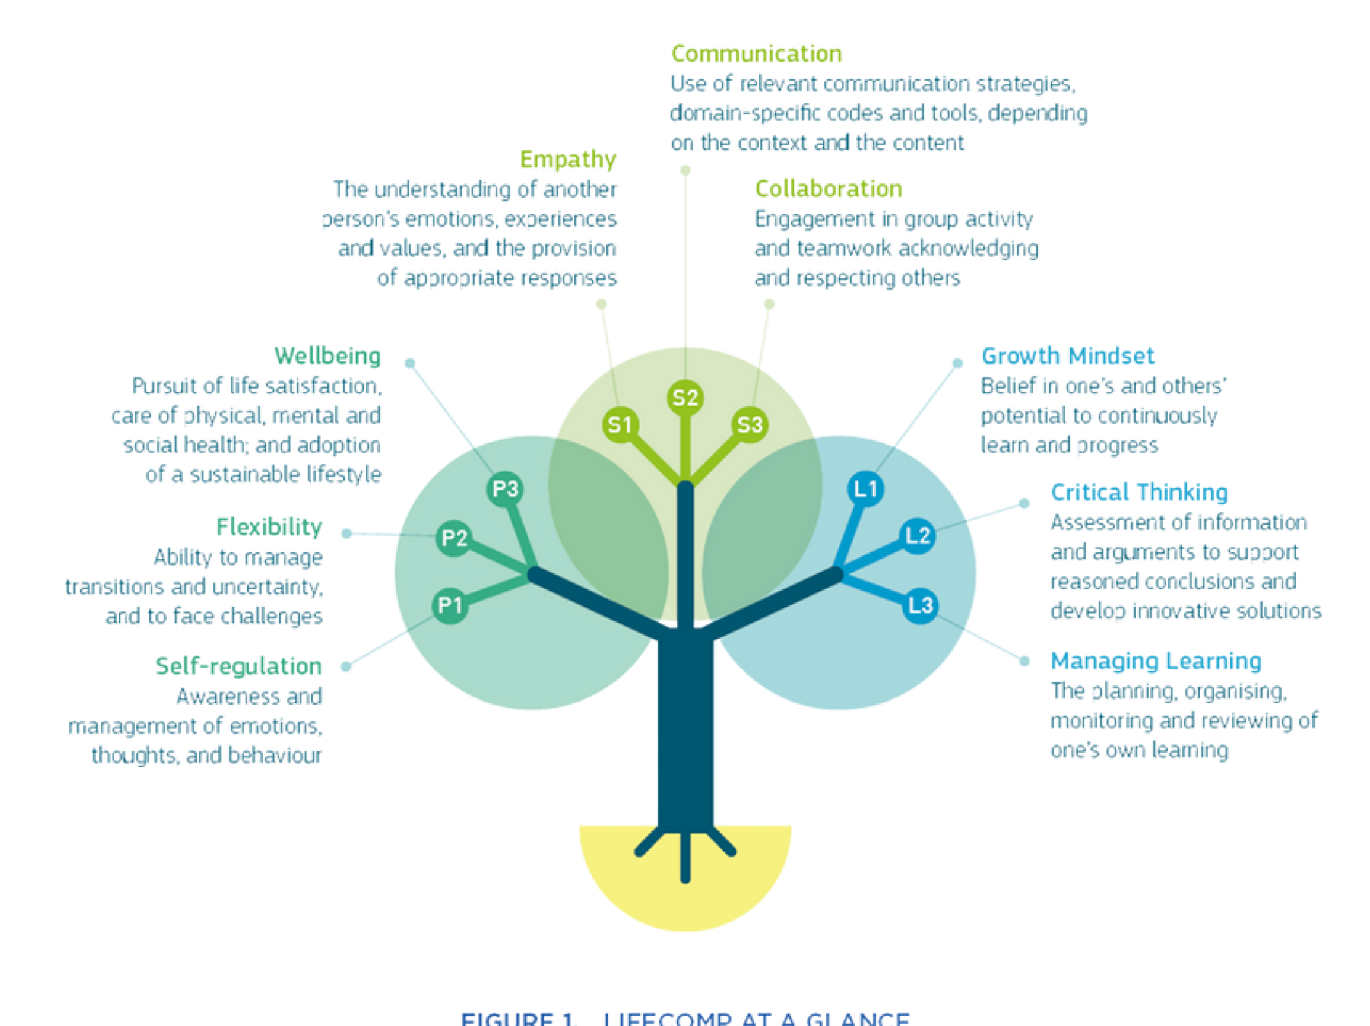 Communication
Use of relevant communication strategies,
domain-specific codes and tools, depending
on the context and the content
Empathy
The understanding of another
person's emotions, experiences
and values, and the provision
of appropriate responses
Collaboration
Engagement in group activity
and teamwork acknowledging
and respecting others
Wellbeing
Pursuit of life satisfaction,
care of physical, mental and
social health; and adoption
of a sustainable lifestyle
Flexibility
Ability to manage
transitions and uncertainty,
and to face challenges
Self-regulation
Awareness and
management of emotions,
thoughts, and behaviour
S1
S2
S3
P3
P2
P1
L1
L2
L3
Growth Mindset
Belief in one's and others'
potential to continuously
learn and progress
Critical Thinking
Assessment of information
and arguments to support
reasoned conclusions and
develop innovative solutions
Managing Learning
The planning, organising,
monitoring and reviewing of
one's own learning
FIGURE 1. LIFECOMP AT A GLANCE